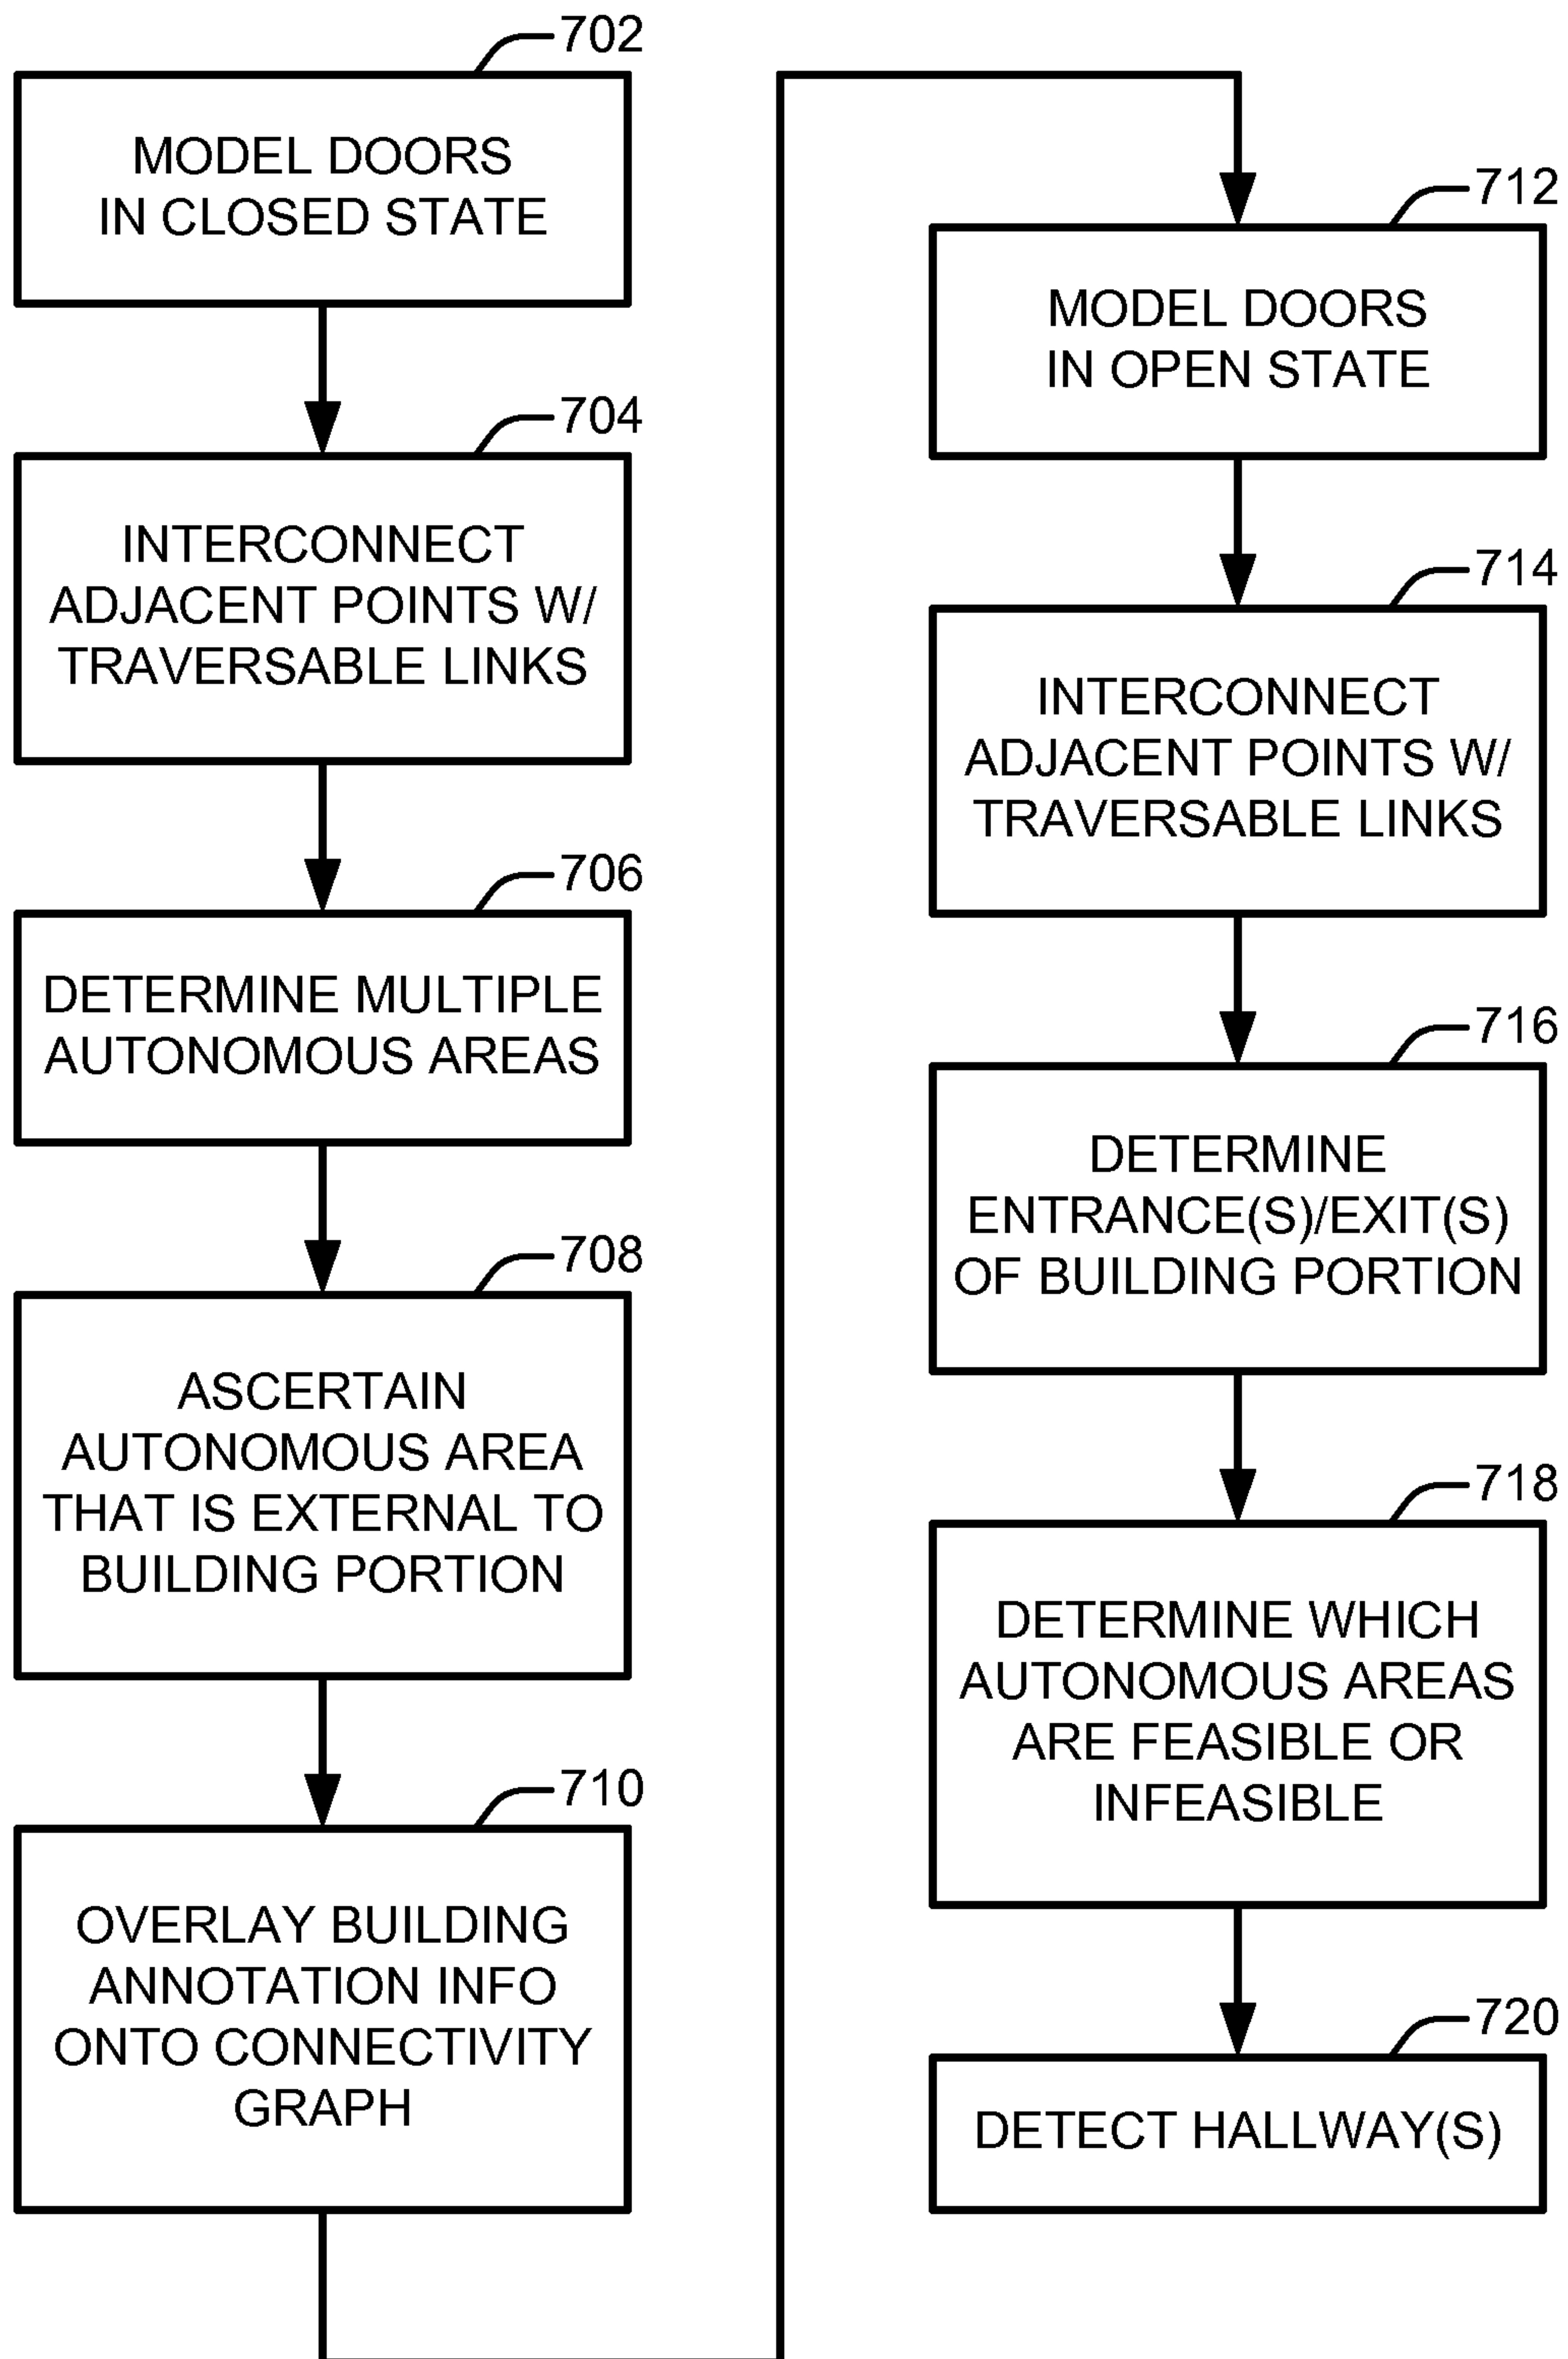 702
MODEL DOORS
IN CLOSED STATE
704
INTERCONNECT
ADJACENT POINTS W/
TRAVERSABLE LINKS
706
DETERMINE MULTIPLE
AUTONOMOUS AREAS
708
ASCERTAIN
AUTONOMOUS AREA
THAT IS EXTERNAL TO
BUILDING PORTION
710
OVERLAY BUILDING
ANNOTATION INFO
ONTO CONNECTIVITY
GRAPH
712
MODEL DOORS
IN OPEN STATE
714
INTERCONNECT
ADJACENT POINTS W/
TRAVERSABLE LINKS
716
DETERMINE
ENTRANCE(S)/EXIT(S)
OF BUILDING PORTION
718
DETERMINE WHICH
AUTONOMOUS AREAS
ARE FEASIBLE OR
INFEASIBLE
720
DETECT HALLWAY(S)